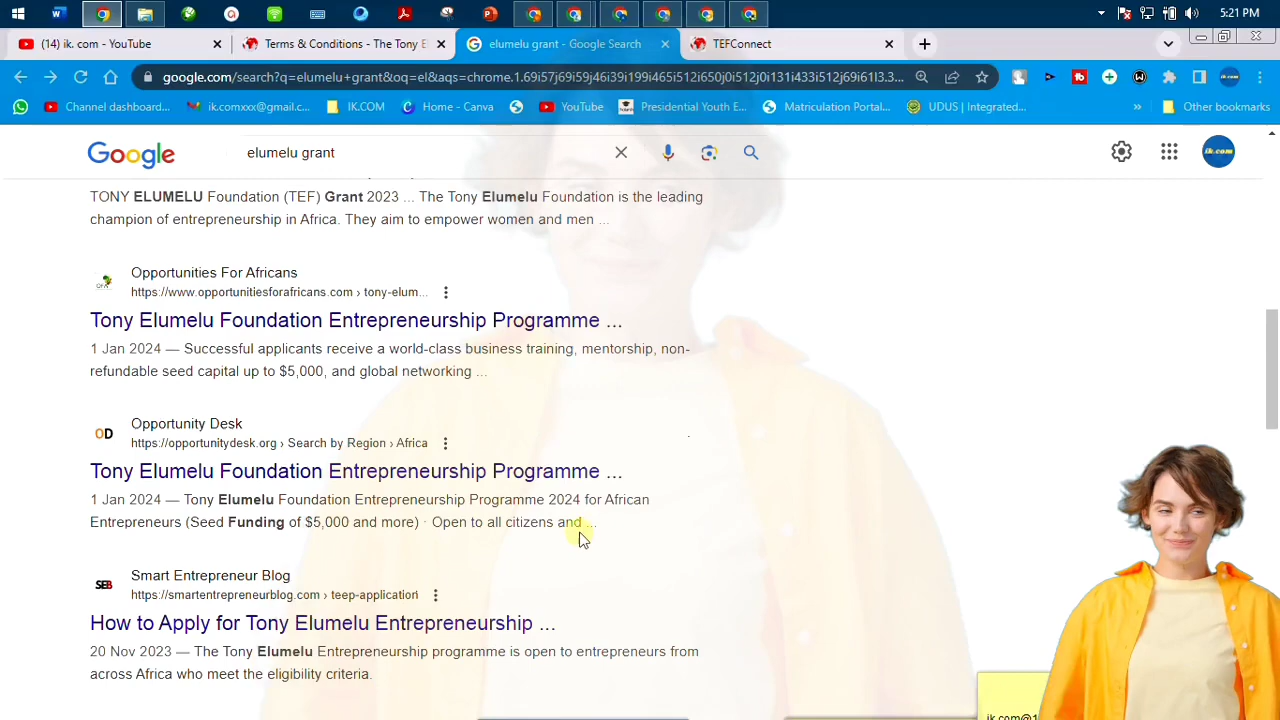 5:21 PM
(14) ik. com - YouTube
Terms & Conditions - The Tony E
elumelu grant - Google Search
TEFConnect
google.com/search?q=elumelu+grant&oq=el&aqs=chrome.1.69i57j69i59j46i39i199i465i512i650j0i512j0i131i433i512j69i61l3.3...
Channel dashboard...
ik.comxxx@gmail.c...
IK.COM
Home - Canva
YouTube
Presidential Youth E...
Matriculation Portal...
UDUS | Integrated...
»
Other bookmarks
Google
elumelu grant
ik.com
TONY ELUMELU Foundation (TEF) Grant 2023 ... The Tony Elumelu Foundation is the leading
champion of entrepreneurship in Africa. They aim to empower women and men ...
Opportunities For Africans
https://www.opportunitiesforafricans.com › tony-elum...
Tony Elumelu Foundation Entrepreneurship Programme ...
1 Jan 2024 — Successful applicants receive a world-class business training, mentorship, non-
refundable seed capital up to $5,000, and global networking ...
OD
Opportunity Desk
https://opportunitydesk.org › Search by Region › Africa
Tony Elumelu Foundation Entrepreneurship Programme ...
1 Jan 2024 — Tony Elumelu Foundation Entrepreneurship Programme 2024 for African
Entrepreneurs (Seed Funding of $5,000 and more) · Open to all citizens and ...
SEB
Smart Entrepreneur Blog
https://smartentrepreneurblog.com › teep-application
How to Apply for Tony Elumelu Entrepreneurship ...
20 Nov 2023 — The Tony Elumelu Entrepreneurship programme is open to entrepreneurs from
across Africa who meet the eligibility criteria.